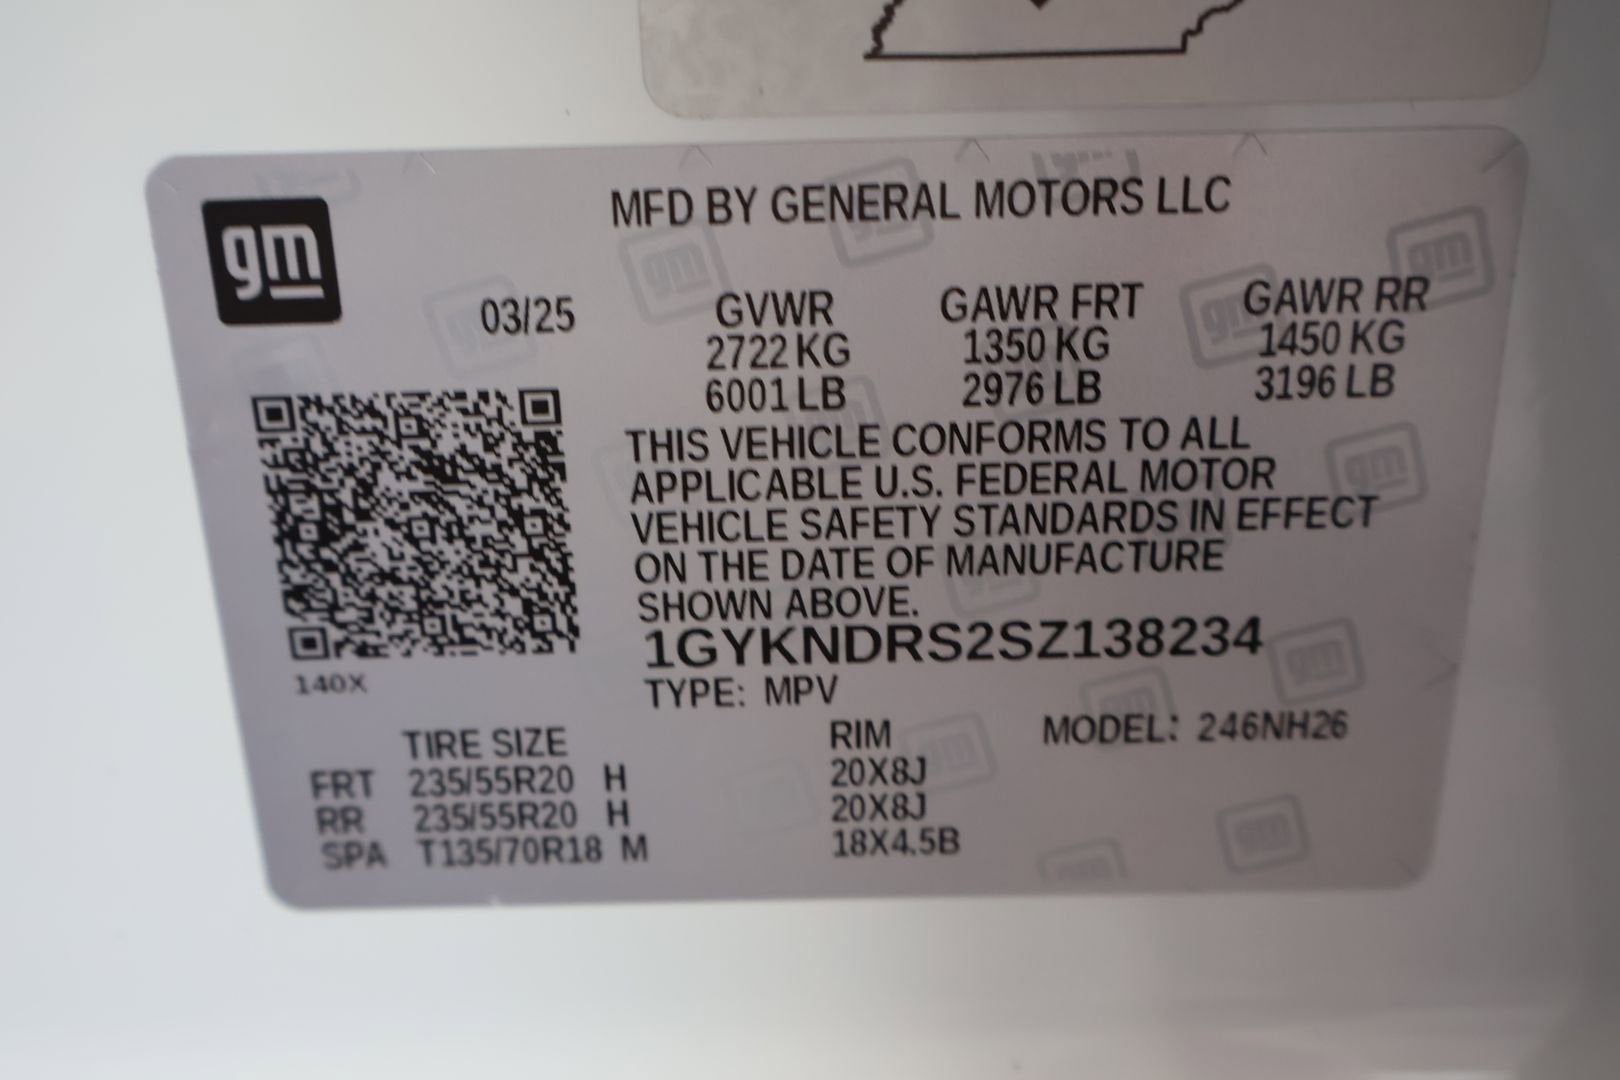 gm
MFD BY GENERAL MOTORS LLC
03/25 GVWR GAWR FRT GAWR RR
2722 KG 1350 KG 1450 KG
6001 LB 2976 LB 3196 LB
THIS VEHICLE CONFORMS TO ALL
APPLICABLE U.S. FEDERAL MOTOR
VEHICLE SAFETY STANDARDS IN EFFECT
ON THE DATE OF MANUFACTURE
SHOWN ABOVE.
1GYKNDRS2SZ138234
140X
TYPE: MPV
TIRE SIZE RIM MODEL: 246NH26
FRT 235/55R20 H 20X8J
RR 235/55R20 H 20X8J
SPA T135/70R18 M 18X4.5B